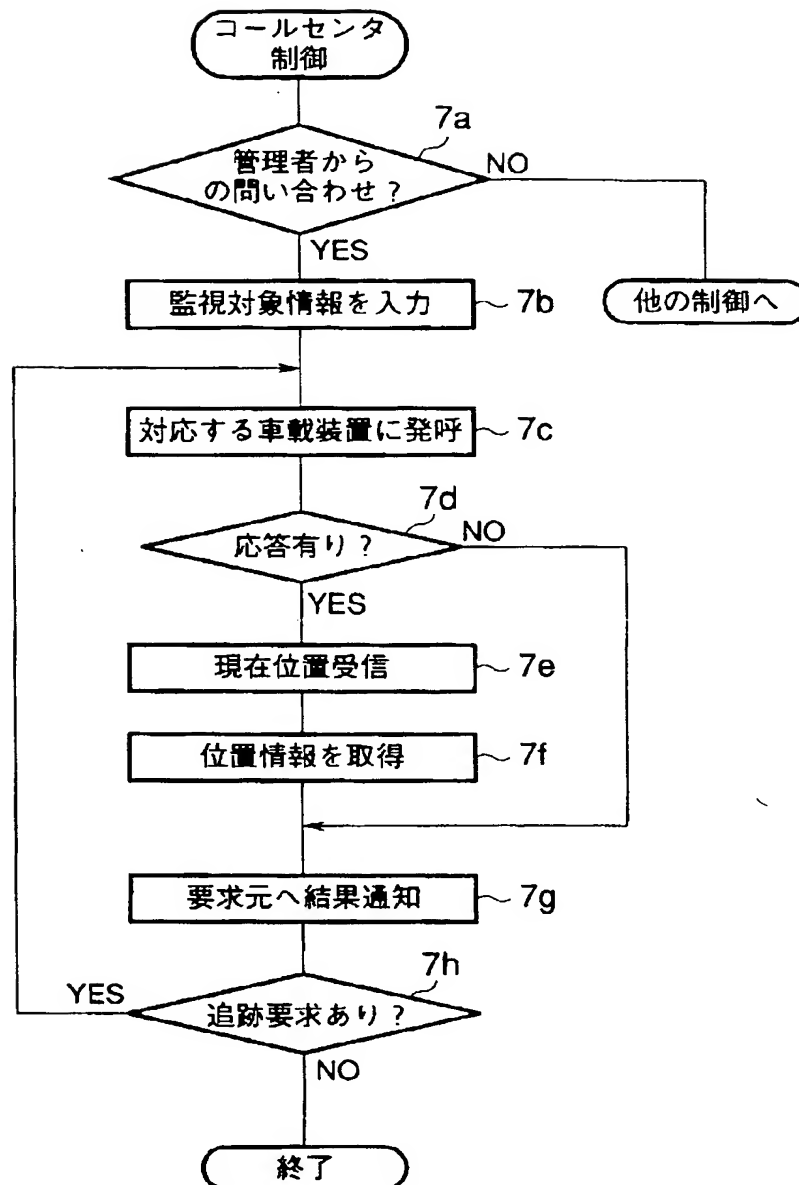 コールセンタ
制御
7a
管理者から
の問い合わせ？
NO
YES
監視対象情報を入力
7b
他の制御へ
対応する車載装置に発呼
7c
7d
応答有り？
NO
YES
現在位置受信
7e
位置情報を取得
7f
要求元へ結果通知
7g
7h
YES
追跡要求あり？
NO
終了